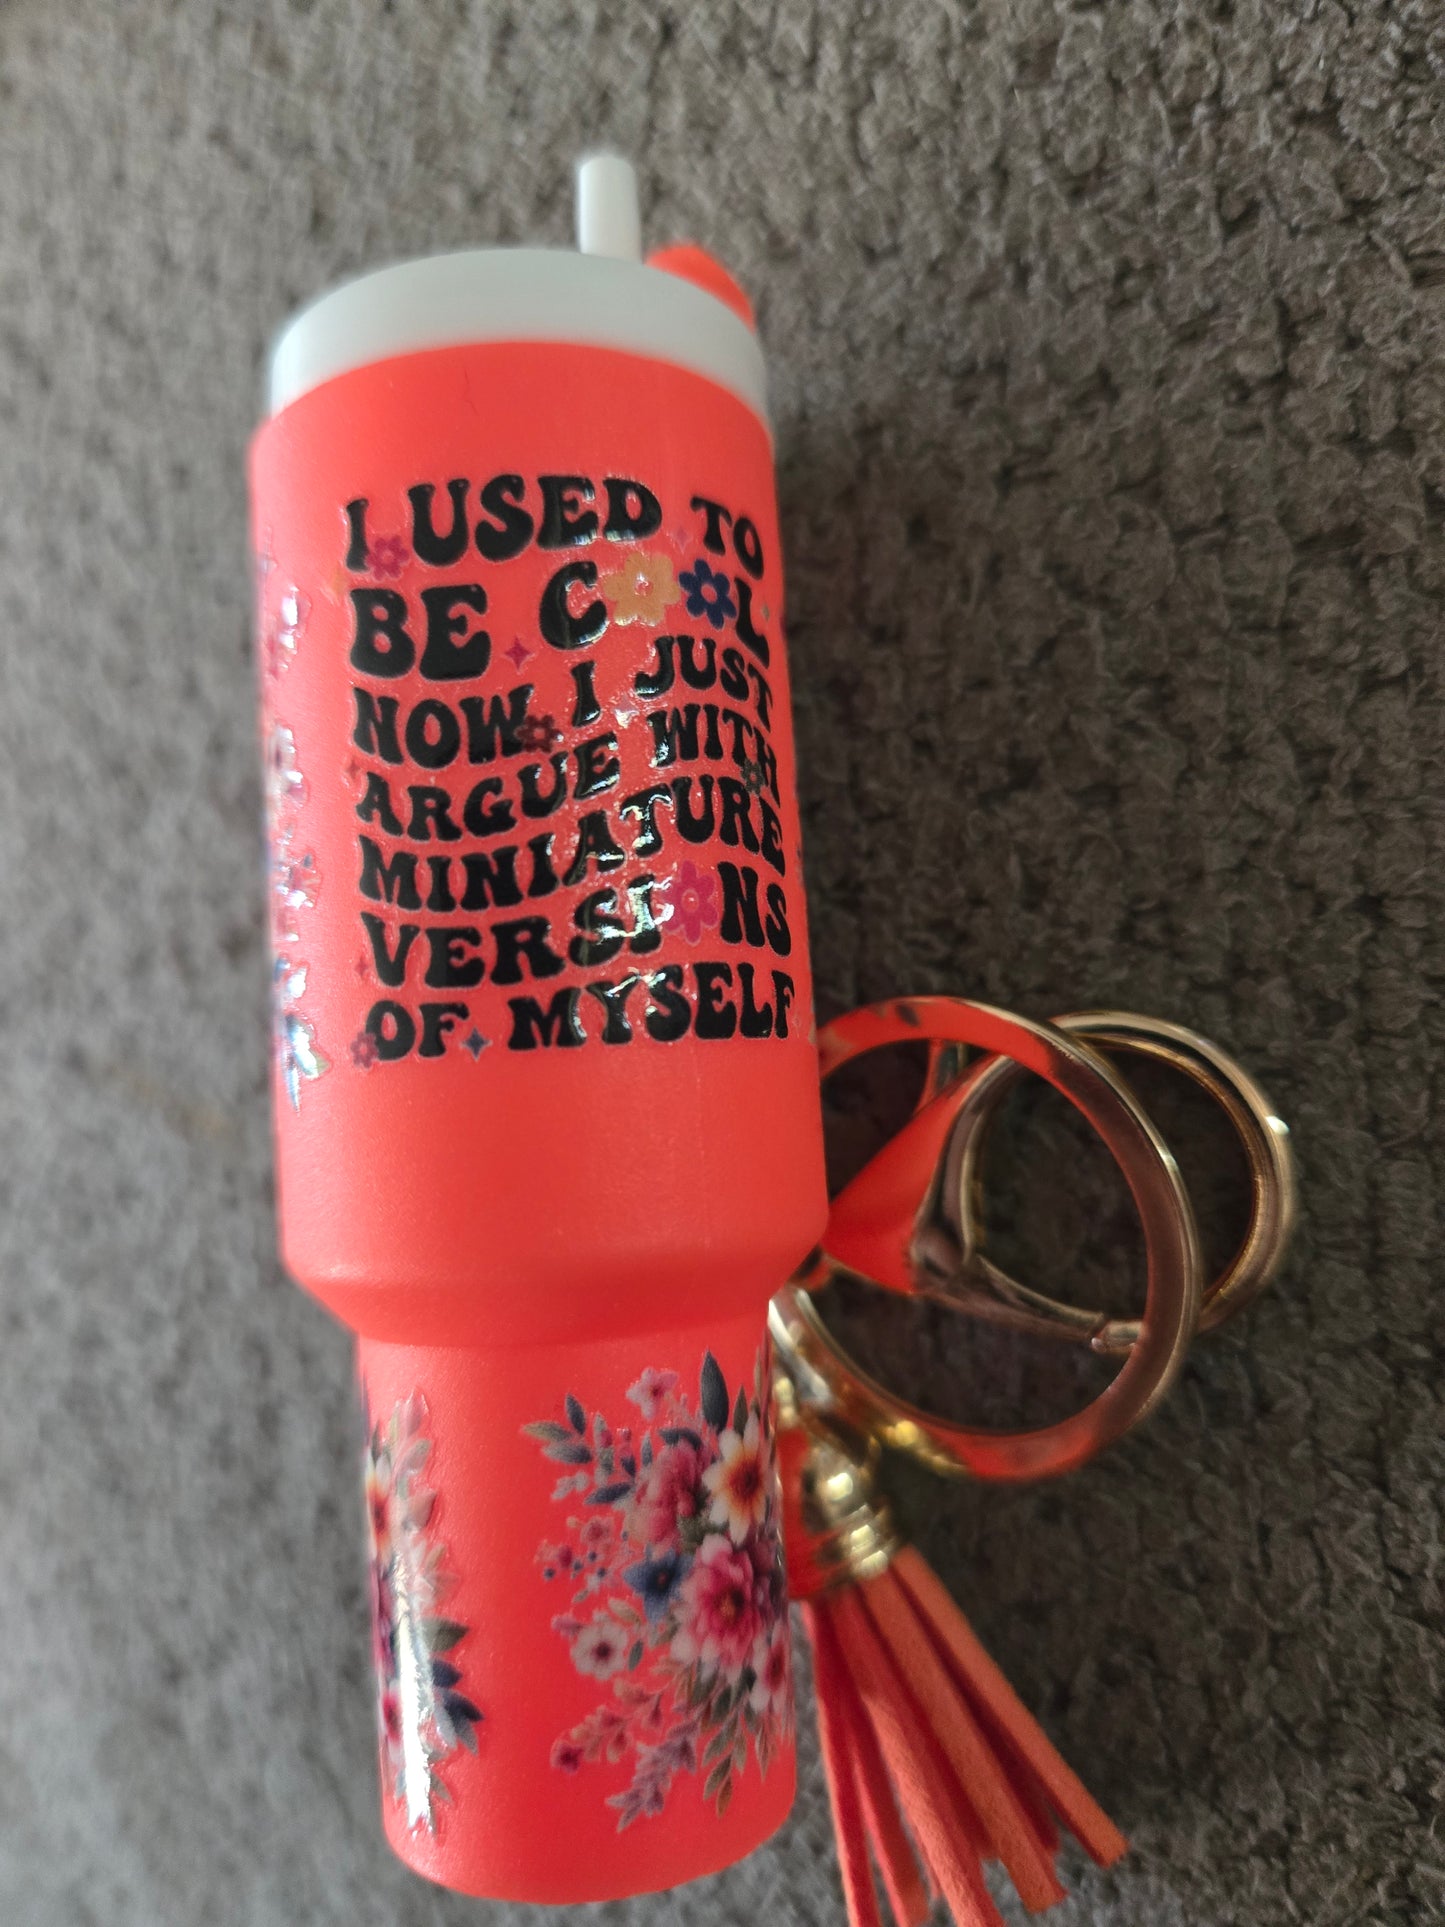 I USED TO
BE COOL
NOW I JUST
ARGUE WITH
MINIATURE
VERSIONS
OF MYSELF